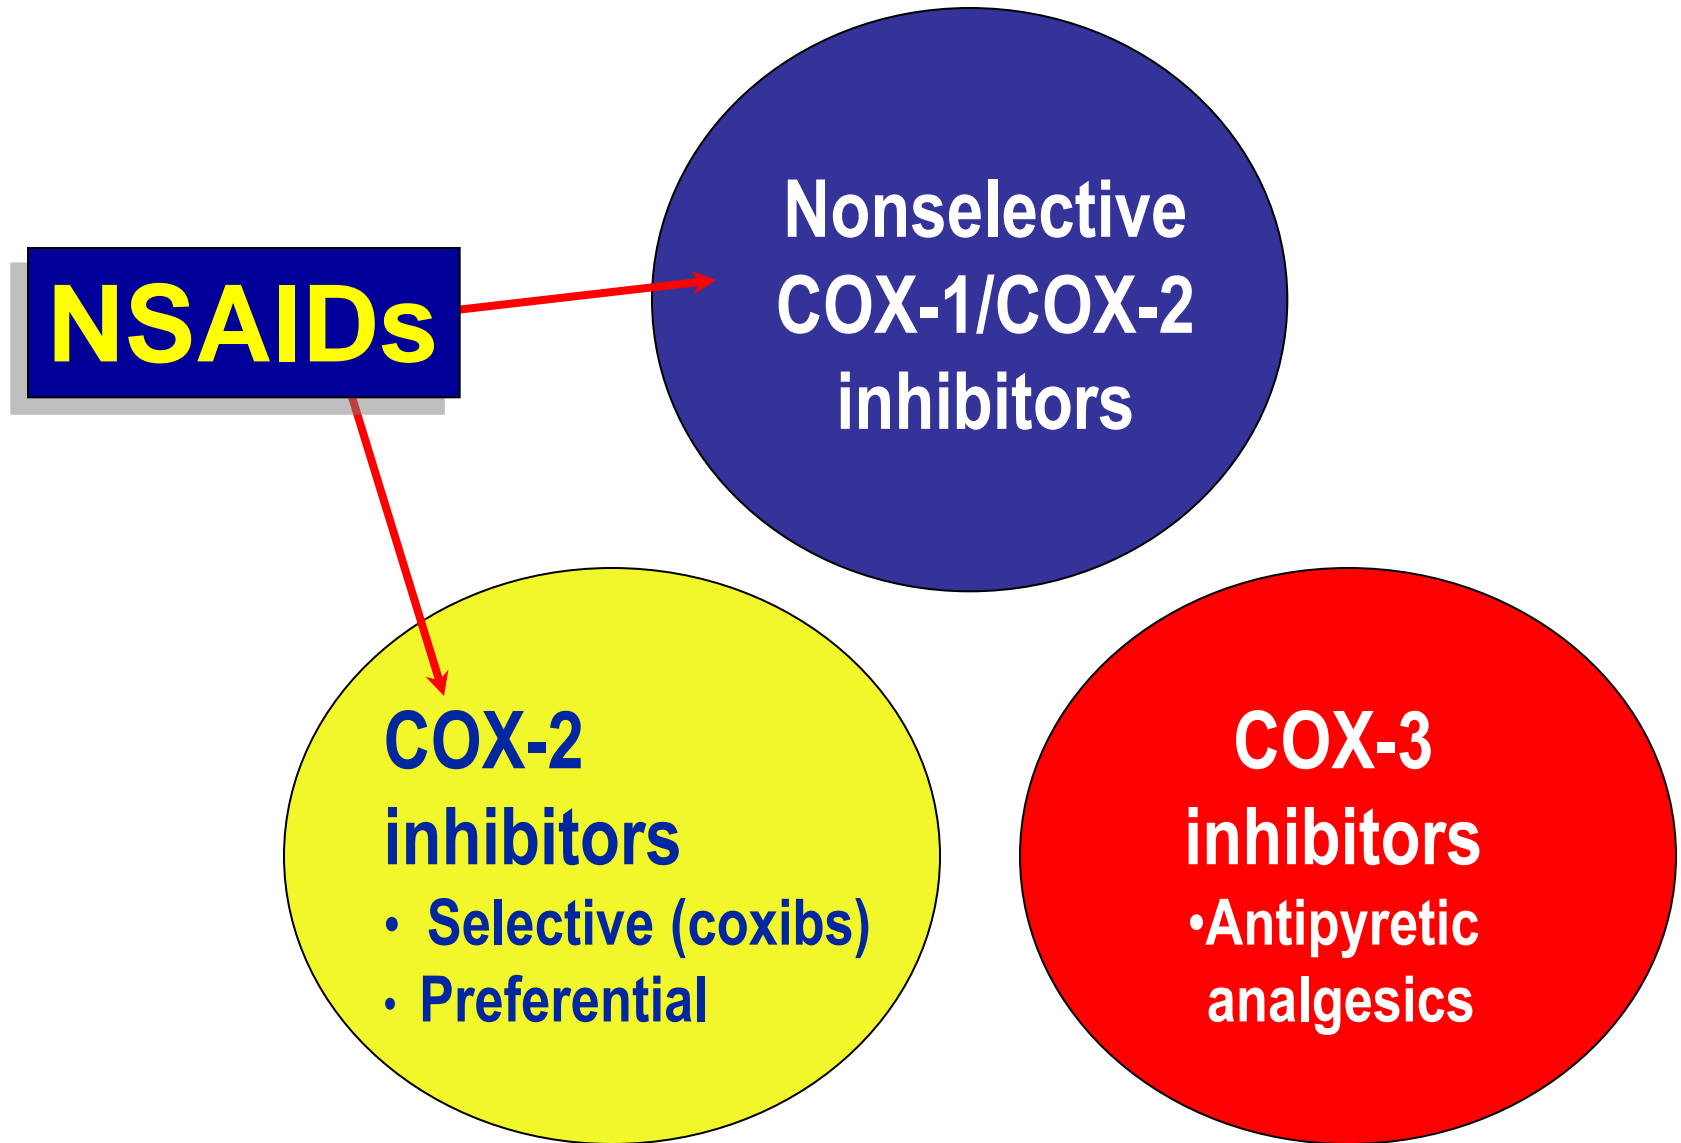 NSAIDs
Nonselective
COX-1/COX-2
inhibitors
COX-2
inhibitors
• Selective (coxibs)
• Preferential
COX-3
inhibitors
•Antipyretic
analgesics